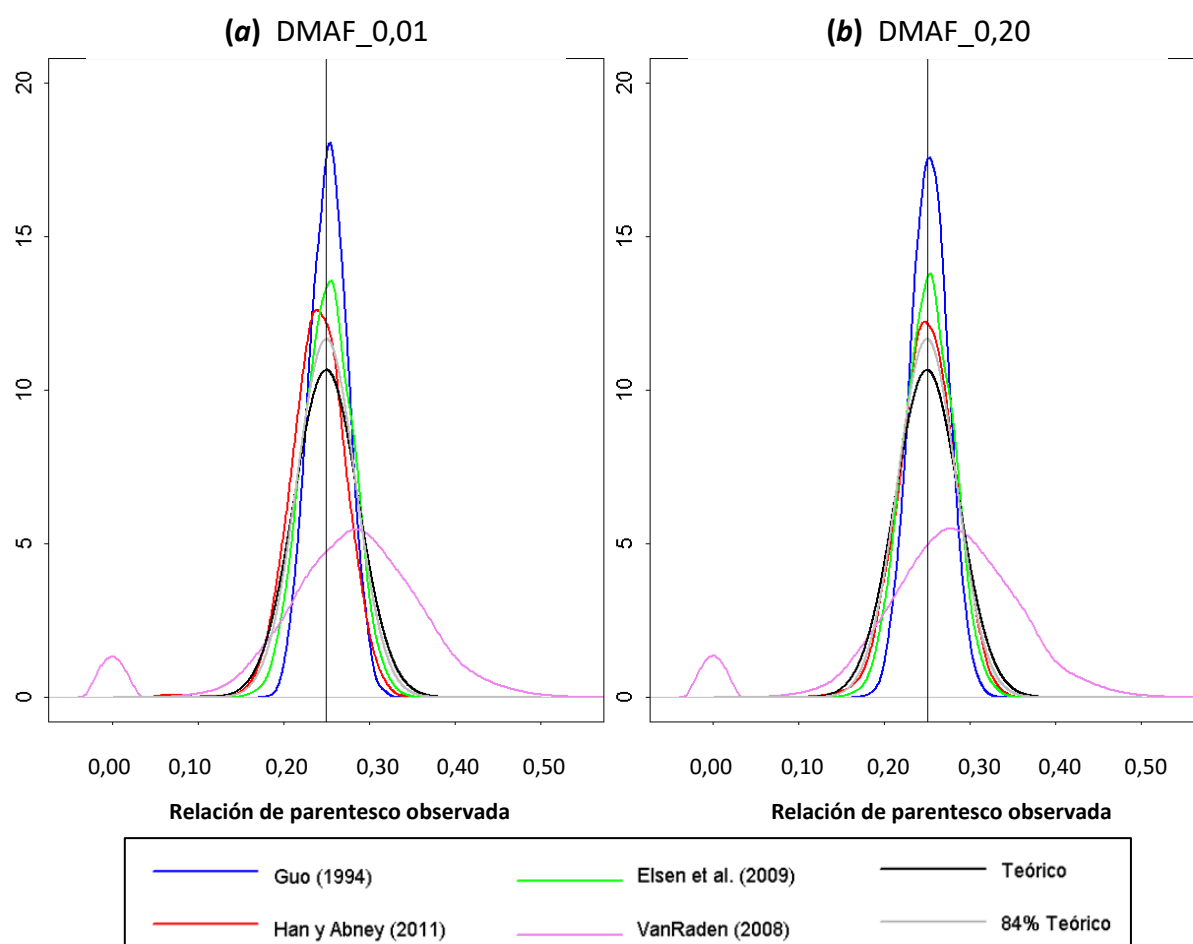 (a) DMAF_0,01
(b) DMAF_0,20
20
15
10
5
0
20
15
10
5
0
0,00 0,10 0,20 0,30 0,40 0,50
0,00 0,10 0,20 0,30 0,40 0,50
Relación de parentesco observada
Relación de parentesco observada
Guo (1994)
Elsen et al. (2009)
Teórico
Han y Abney (2011)
VanRaden (2008)
84% Teórico